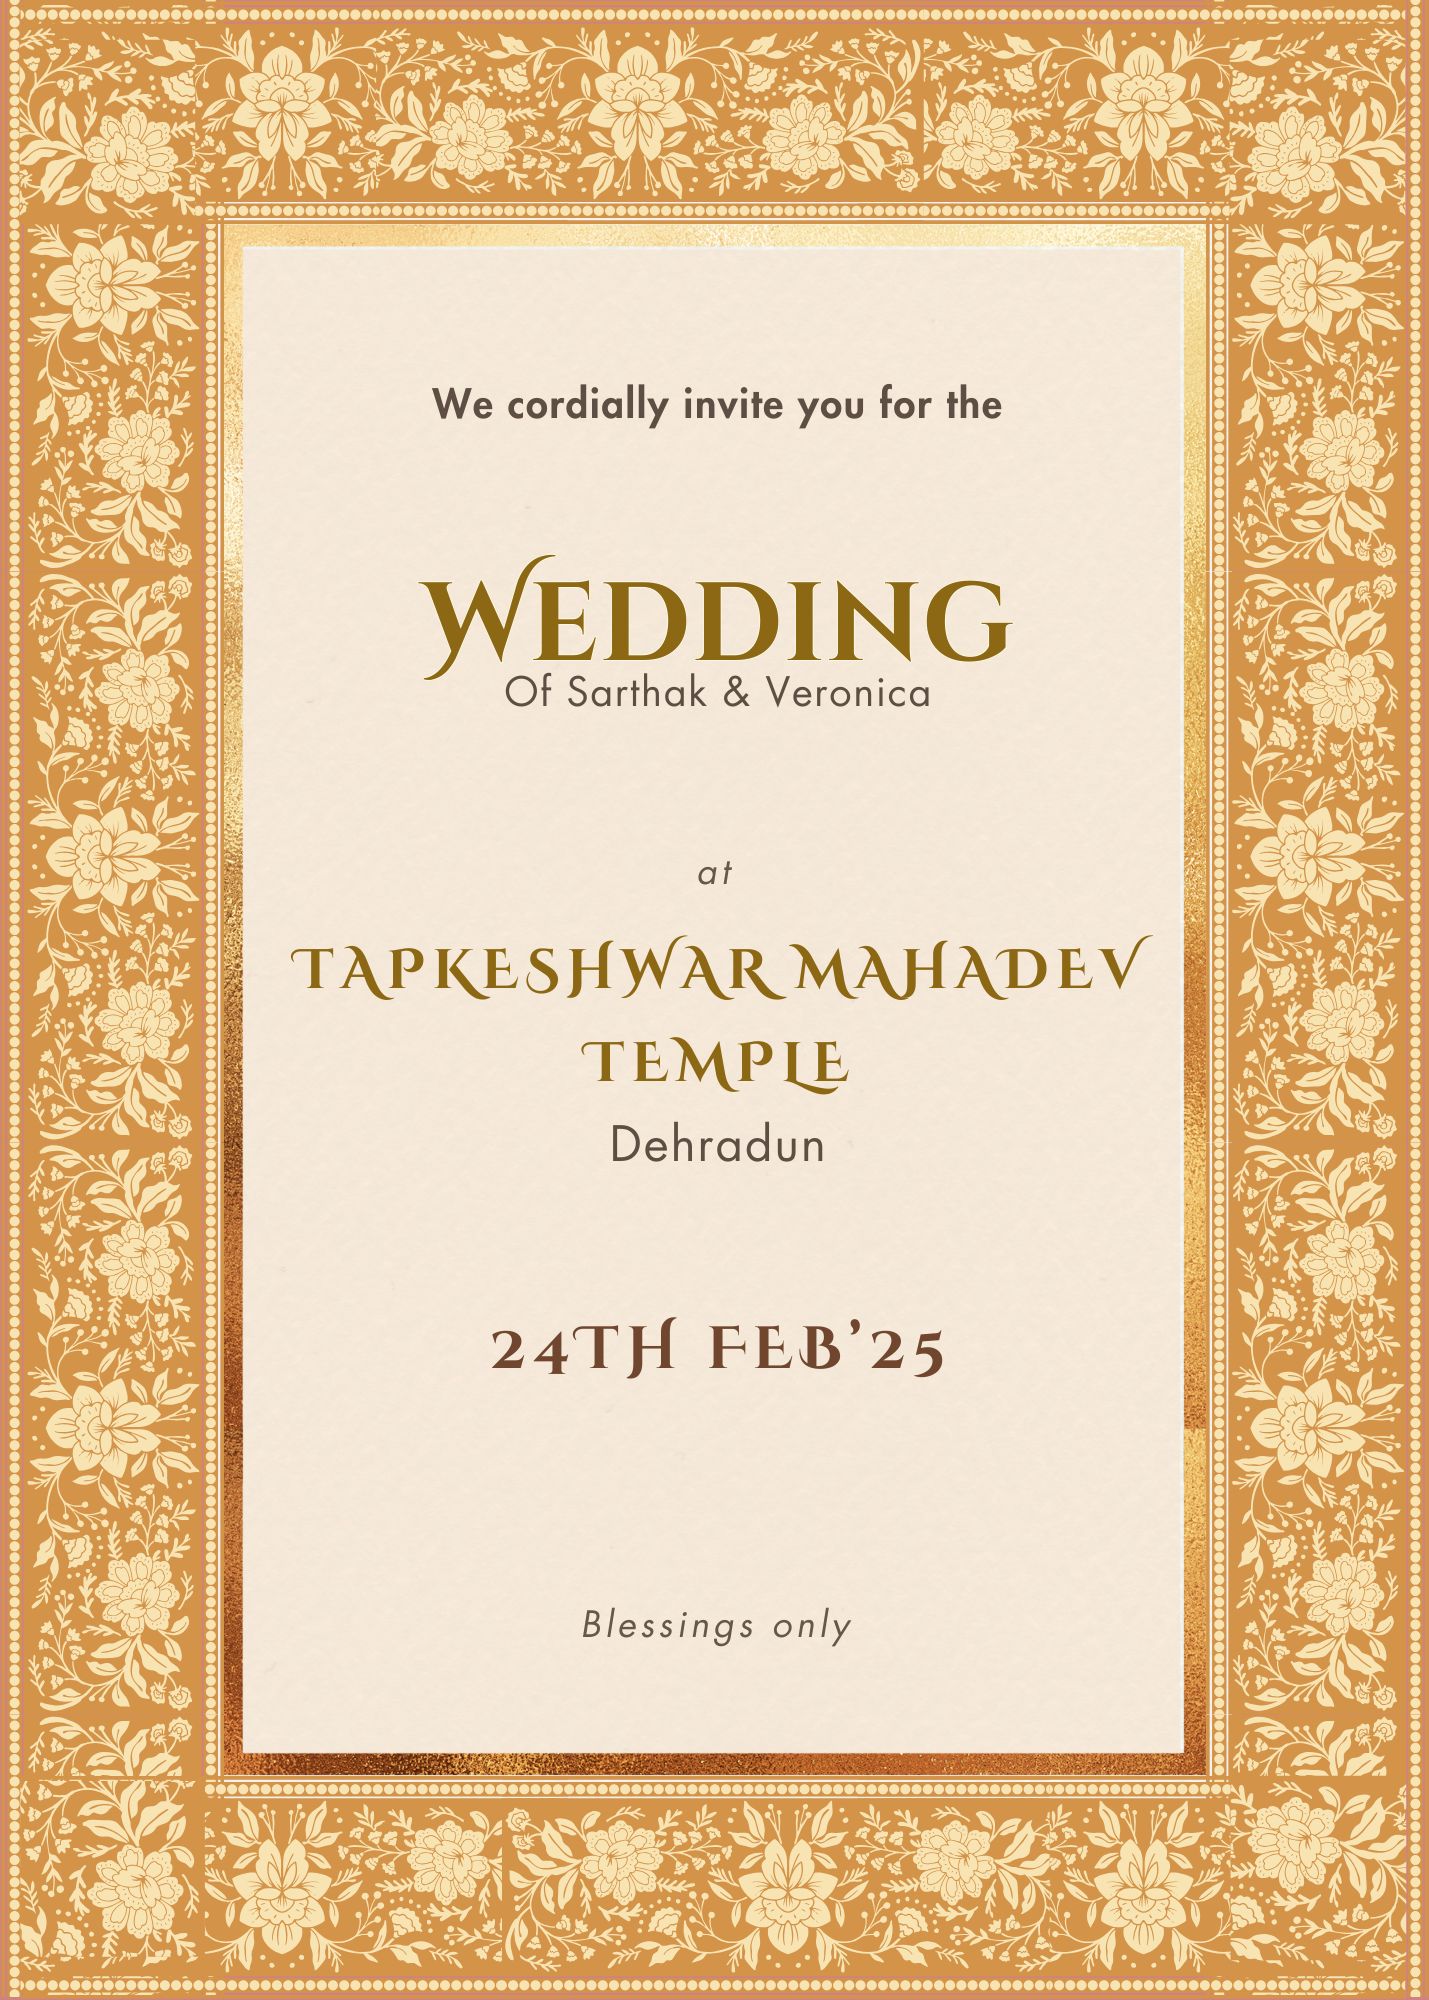 We cordially invite you for the
WEDDING
Of Sarthak & Veronica
at
TAPKESHWAR MAHADEV
TEMPLE
Dehradun
24TH FEB’25
Blessings only